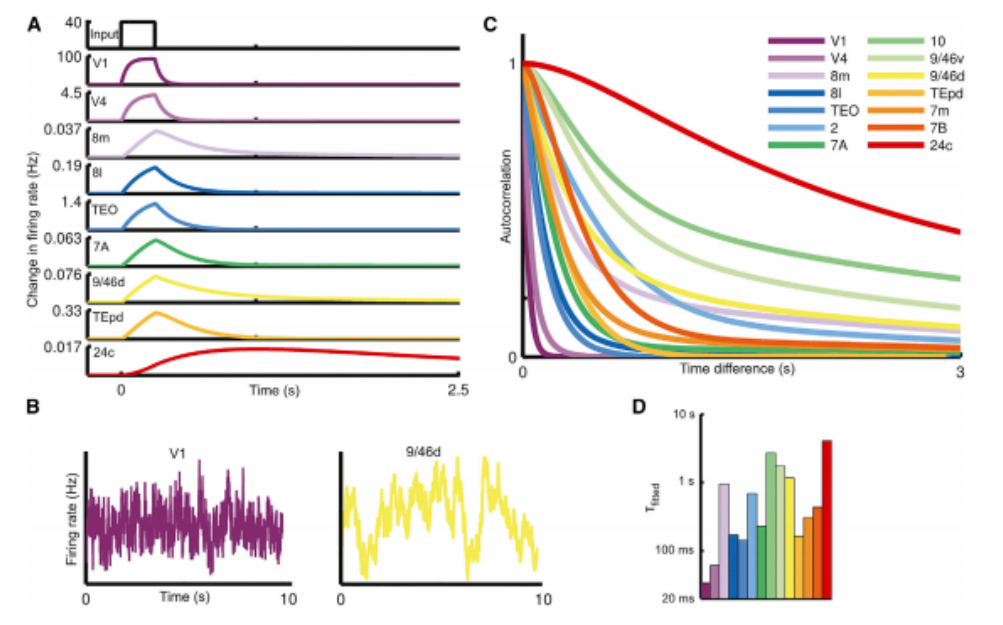 A
C
40
Input
100
V1
4.5
V4
0.037
8m
0.19
8l
1.4
TEO
0.063
7A
0.076
9/46d
0.33
TEpd
0.017
24c
Change in firing rate (Hz)
0
Time (s)
2.5
V1
V4
8m
8l
TEO
2
7A
10
9/46v
9/46d
TEpd
7m
7B
24c
1
Autocorrelation
0
0
Time difference (s)
3
B
V1
Firing rate (Hz)
0
Time (s)
10
9/46d
0
10
D
10 s
1 s
100 ms
20 ms
Tfitted